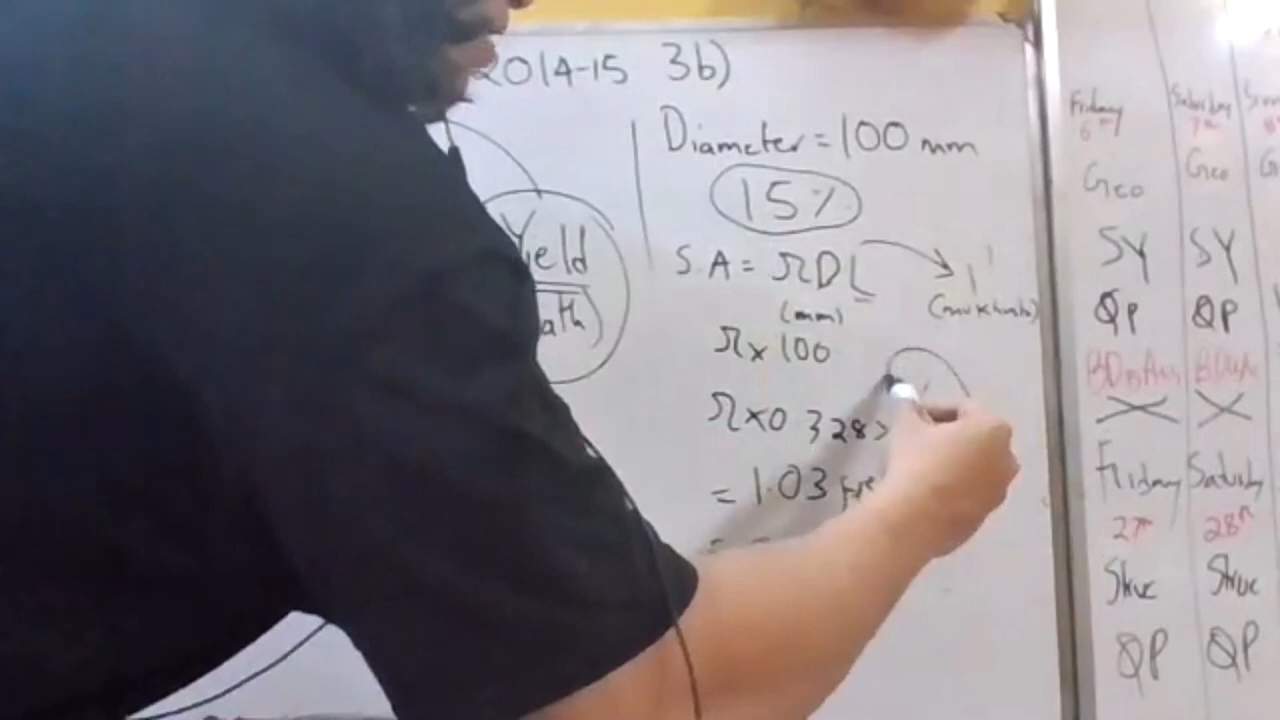 2014-15 3b)
Diameter = 100 mm
15%
S.A = πDL
(mm)
π x 100
π x 0 328
= 1.03
Yield
Friday
6th
Geo
SY
QP
X
Friday
27th
Struc
QP
Saturday
7th
Geo
SY
QP
X
Saturday
28th
Struc
QP